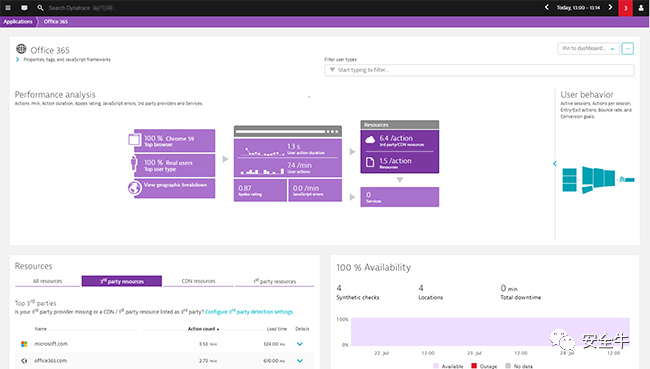 Search Dynatrace
Today, 13:00 - 13:14
3
Applications
Office 365
Office 365
Properties, tags, and JavaScript frameworks
Pin to dashboard...
Filter user types
Start typing to filter...
Performance analysis
Actions /min, Action duration, Apdex rating, JavaScript errors, 3rd party providers and Services.
100 % Chrome 59
Top browser
100 % Real users
Top user type
View geographic breakdown
1.3 s
User action duration
7.4 /min
User actions
0.87
Apdex rating
0.0 /min
JavaScript errors
Resources
6.4 /action
3rd party/CDN resources
1.5 /action
Resources
0
Services
User behavior
Active sessions, Actions per session,
Entry/Exit actions, Bounce rate, and
Conversion goals.
Resources
All resources
3rd party resources
CDN resources
1st party resources
Top 3rd parties
Is your 3rd party provider missing or a CDN / 1st party resource listed as 3rd party? Configure 3rd party detection settings
Name
Action count
Load time
Details
microsoft.com
3.53 /min
324.00 ms
office365.com
2.73 /min
610.00 ms
100 % Availability
4
Synthetic checks
4
Locations
0 min
Total downtime
100%
0%
22. Jul
12:00
23. Jul
12:00
24. Jul
12:00
Available
Outage
No data
安全牛